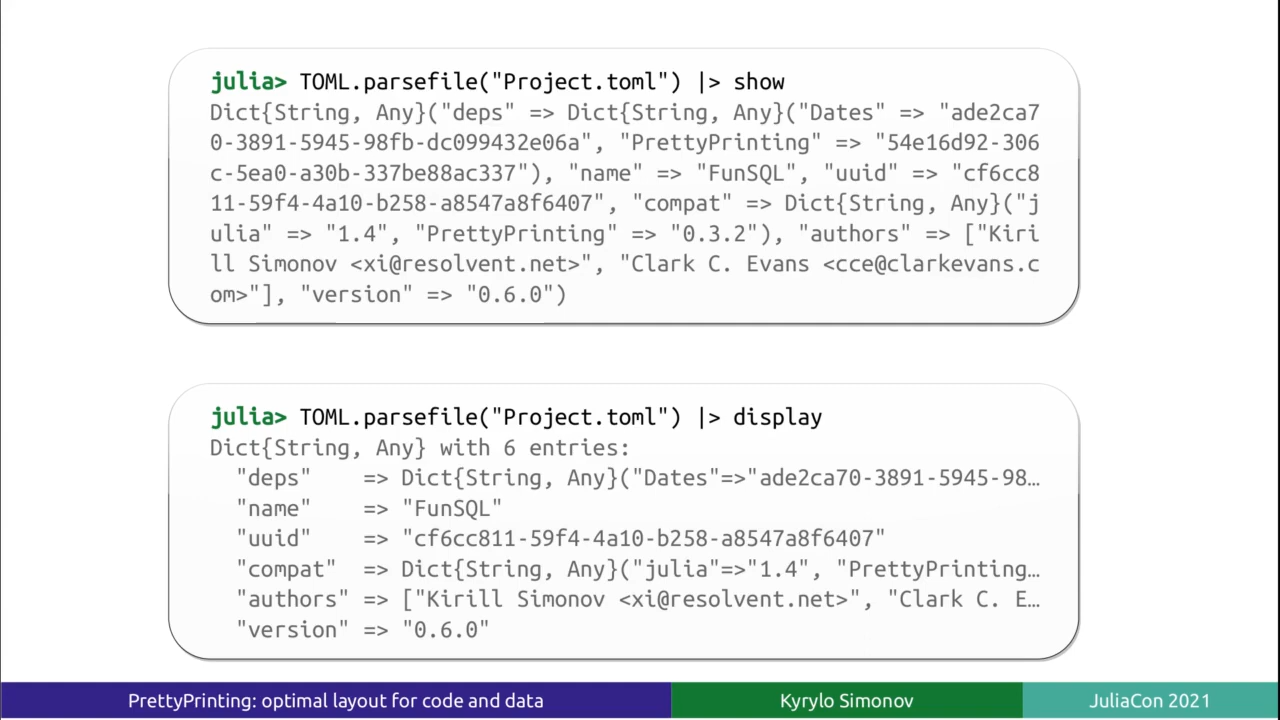 julia> TOML.parsefile("Project.toml") |> show
Dict{String, Any}("deps" => Dict{String, Any}("Dates" => "ade2ca7
0-3891-5945-98fb-dc099432e06a", "PrettyPrinting" => "54e16d92-306
c-5ea0-a30b-337be88ac337"), "name" => "FunSQL", "uuid" => "cf6cc8
11-59f4-4a10-b258-a8547a8f6407", "compat" => Dict{String, Any}("j
ulia" => "1.4", "PrettyPrinting" => "0.3.2"), "authors" => ["Kiri
ll Simonov <xi@resolvent.net>", "Clark C. Evans <cce@clarkevans.c
om>"], "version" => "0.6.0")
julia> TOML.parsefile("Project.toml") |> display
Dict{String, Any} with 6 entries:
  "deps"    => Dict{String, Any}("Dates"=>"ade2ca70-3891-5945-98…
  "name"    => "FunSQL"
  "uuid"    => "cf6cc811-59f4-4a10-b258-a8547a8f6407"
  "compat"  => Dict{String, Any}("julia"=>"1.4", "PrettyPrinting…
  "authors" => ["Kirill Simonov <xi@resolvent.net>", "Clark C. E…
  "version" => "0.6.0"
PrettyPrinting: optimal layout for code and data
Kyrylo Simonov
JuliaCon 2021